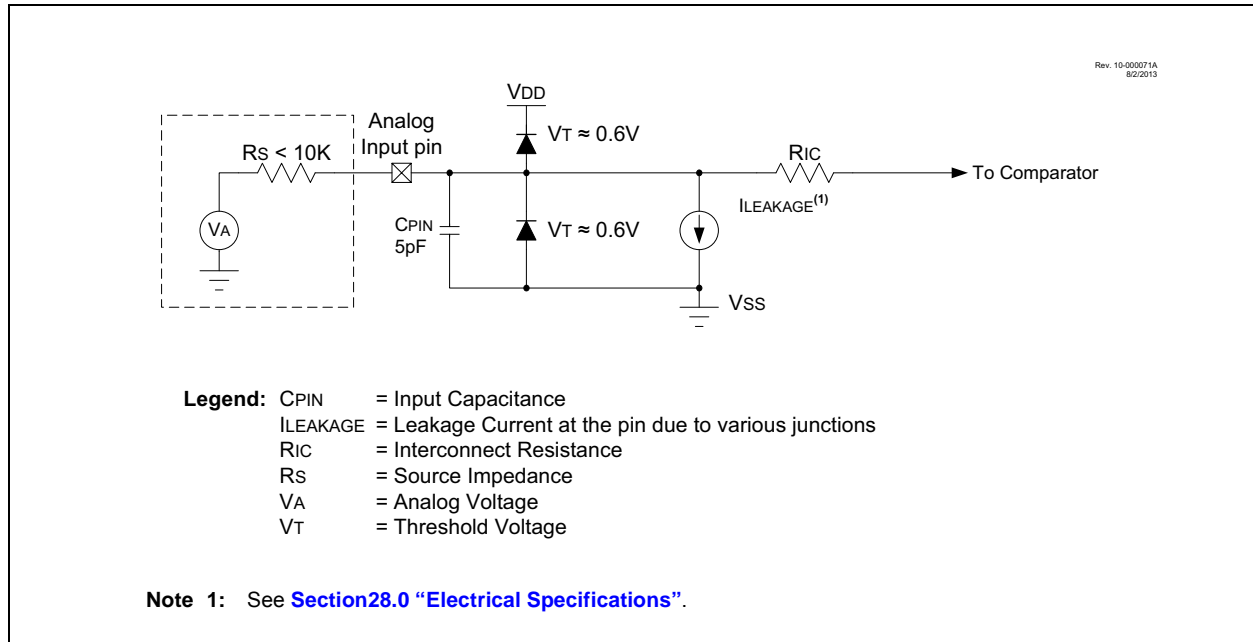 Rev. 10-000071A
8/2/2013
VDD
Analog
Input pin
VT ≈ 0.6V
RS < 10K
RIC
To Comparator
ILEAKAGE(1)
VA
CPIN
5pF
VT ≈ 0.6V
VSS
Legend: CPIN = Input Capacitance
ILEAKAGE = Leakage Current at the pin due to various junctions
RIC = Interconnect Resistance
RS = Source Impedance
VA = Analog Voltage
VT = Threshold Voltage
Note 1: See Section28.0 “Electrical Specifications”.